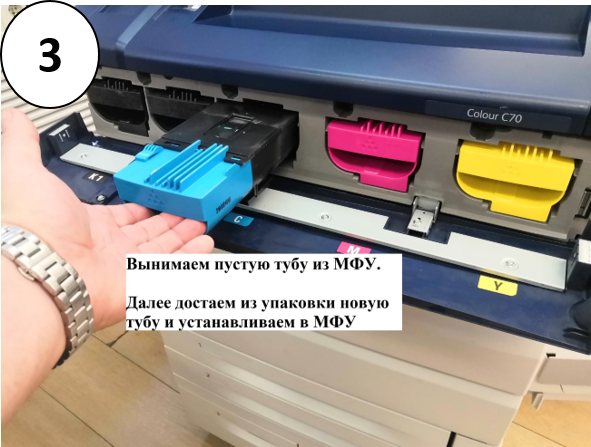 3
Colour C70
K1
C
M
Y
Вынимаем пустую тубу из МФУ.
Далее достаем из упаковки новую
тубу и устанавливаем в МФУ